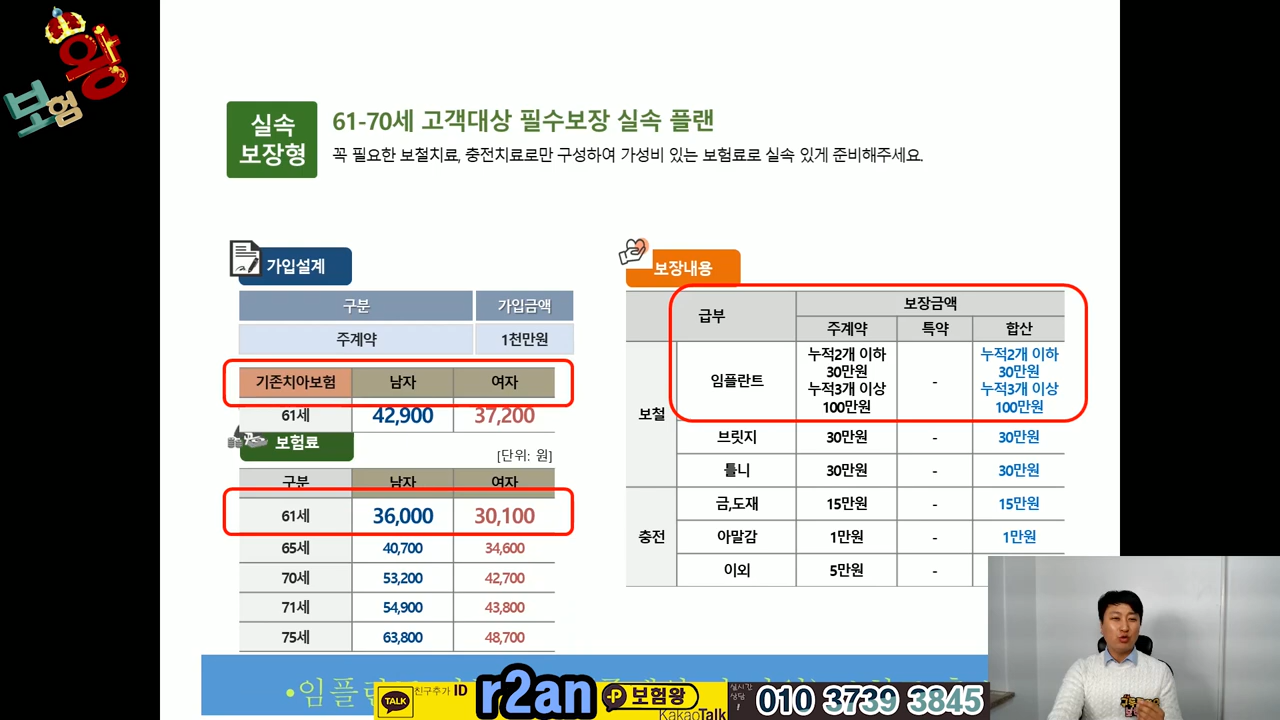 보험왕
실속
보장형
61-70세 고객대상 필수보장 실속 플랜
꼭 필요한 보철치료, 충전치료로만 구성하여 가성비 있는 보험료로 실속 있게 준비해주세요.
가입설계
구분 가입금액
주계약 1천만원
기존치아보험 남자 여자
61세 42,900 37,200
보험료
[단위: 원]
구분 남자 여자
61세 36,000 30,100
65세 40,700 34,600
70세 53,200 42,700
71세 54,900 43,800
75세 63,800 48,700
보장내용
급부 보장금액
주계약 특약 합산
보철 임플란트 누적2개 이하 30만원 누적3개 이상 100만원 - 누적2개 이하 30만원 누적3개 이상 100만원
브릿지 30만원 - 30만원
틀니 30만원 - 30만원
충전 금,도재 15만원 - 15만원
아말감 1만원 - 1만원
이외 5만원 -
TALK 친구추가 ID r2an P 보험왕 KakaoTalk 실시간 상담 ! 010 3739 3845